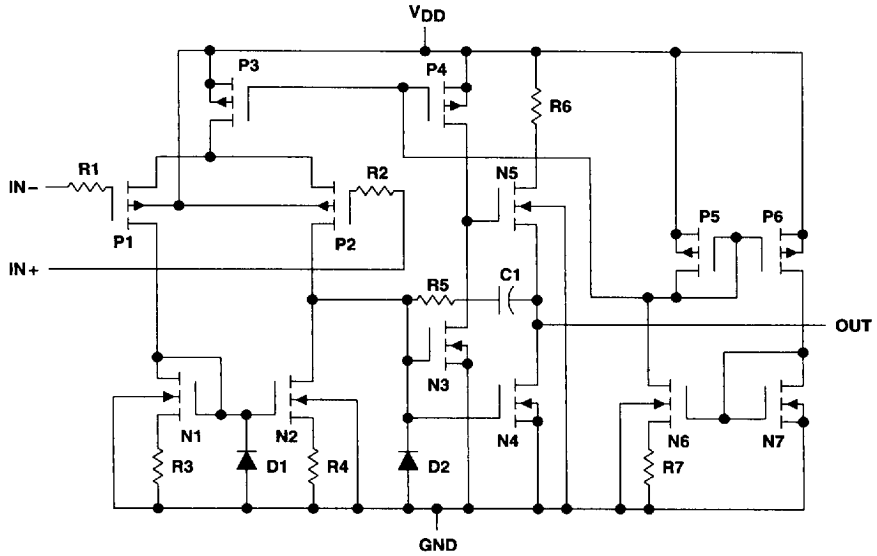 VDD
P3
P4
R6
R1
R2
N5
IN−
P5
P6
P1
P2
IN+
R5
C1
OUT
N3
N1
N2
N4
N6
N7
R3
D1
R4
D2
R7
GND